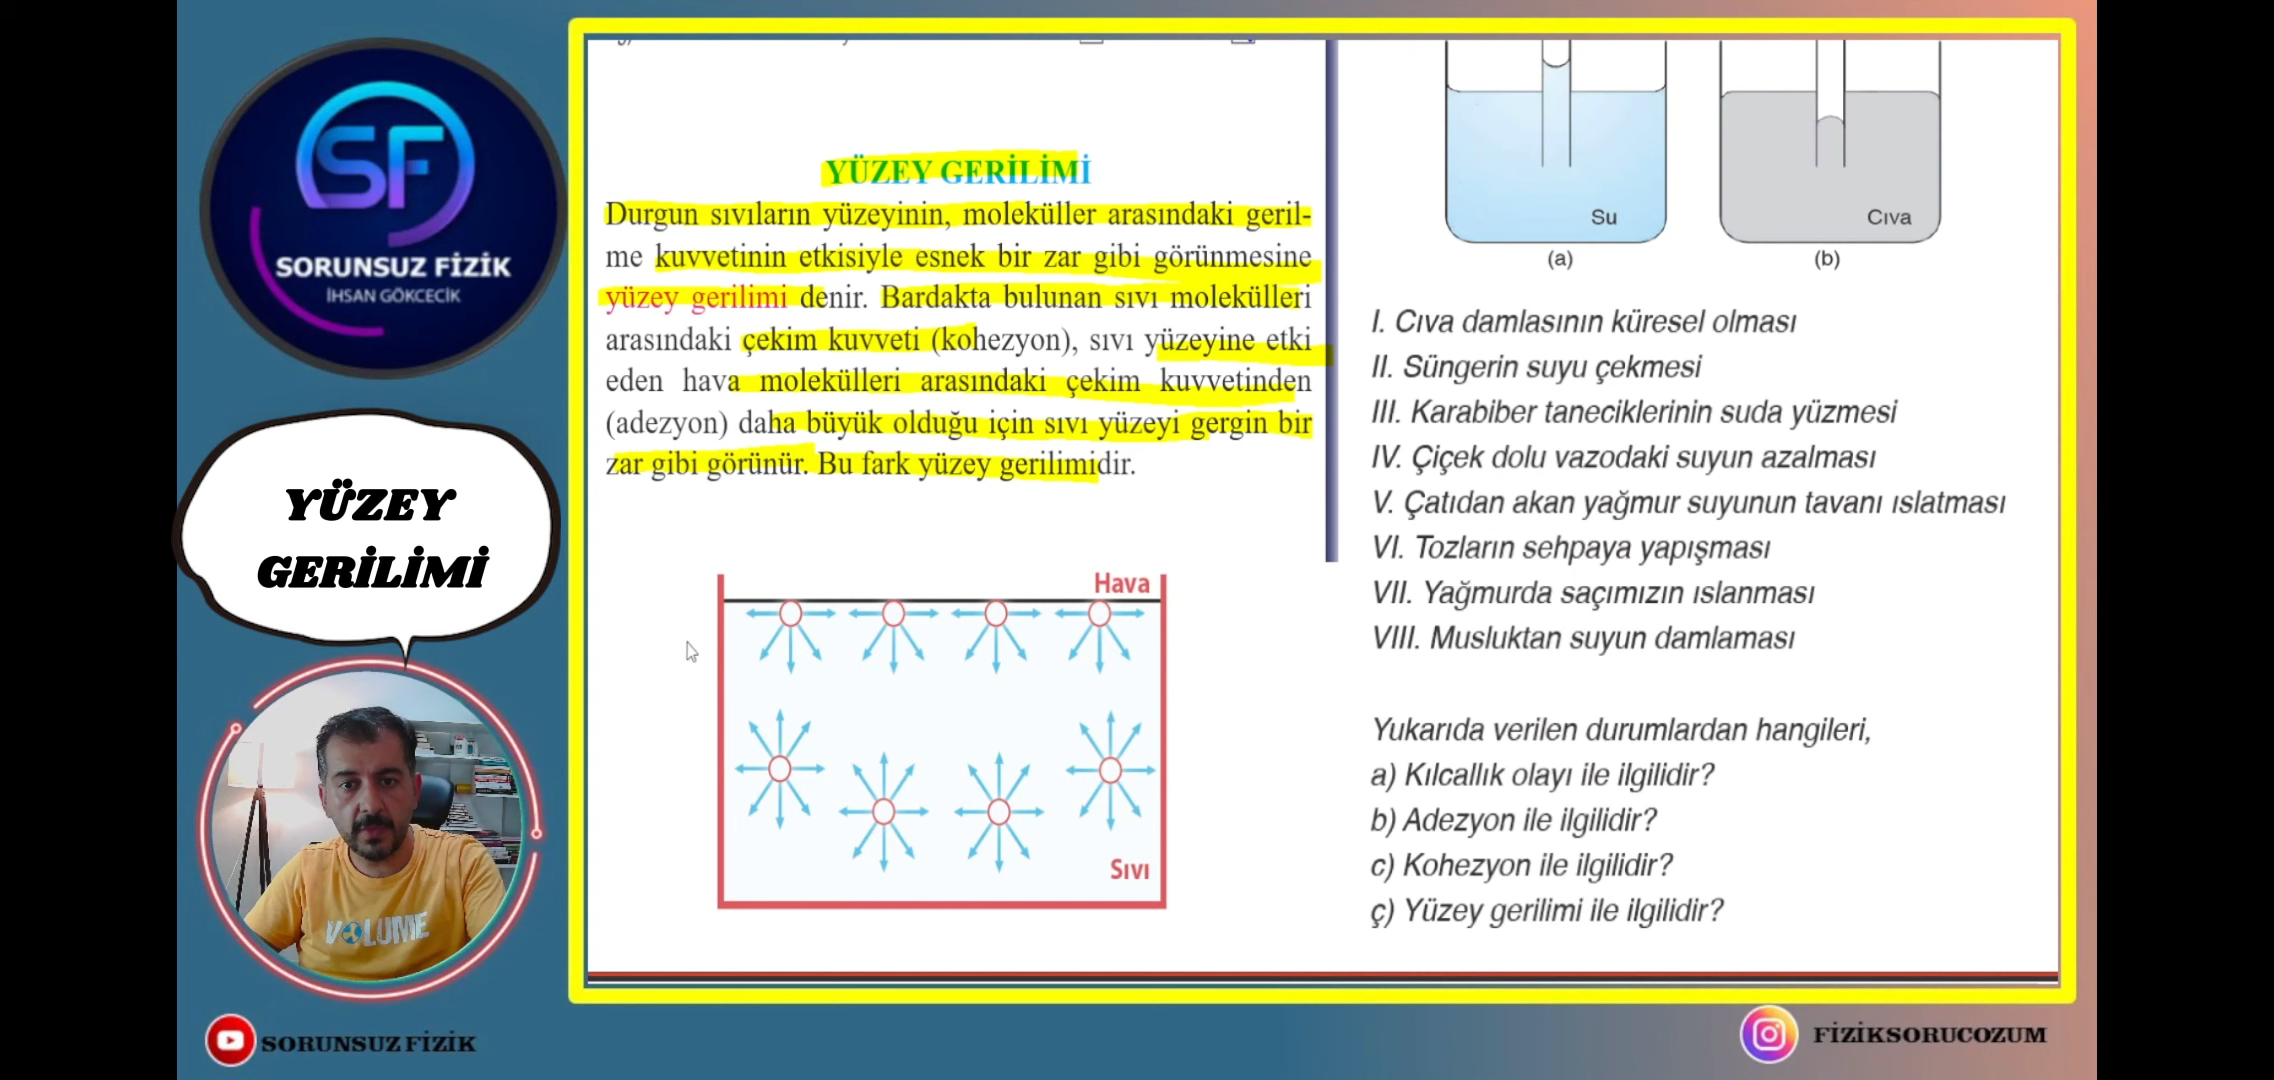 SF
SORUNSUZ FİZİK
İHSAN GÖKCECİK
YÜZEY
GERİLİMİ
VOLUME
SORUNSUZ FİZİK
YÜZEY GERİLİMİ
Durgun sıvıların yüzeyinin, moleküller arasındaki geril-
me kuvvetinin etkisiyle esnek bir zar gibi görünmesine
yüzey gerilimi denir. Bardakta bulunan sıvı molekülleri
arasındaki çekim kuvveti (kohezyon), sıvı yüzeyine etki
eden hava molekülleri arasındaki çekim kuvvetinden
(adezyon) daha büyük olduğu için sıvı yüzeyi gergin bir
zar gibi görünür. Bu fark yüzey gerilimidir.
Hava
Sıvı
Su
Cıva
(a)
(b)
I. Cıva damlasının küresel olması
II. Süngerin suyu çekmesi
III. Karabiber taneciklerinin suda yüzmesi
IV. Çiçek dolu vazodaki suyun azalması
V. Çatıdan akan yağmur suyunun tavanı ıslatması
VI. Tozların sehpaya yapışması
VII. Yağmurda saçımızın ıslanması
VIII. Musluktan suyun damlaması
Yukarıda verilen durumlardan hangileri,
a) Kılcallık olayı ile ilgilidir?
b) Adezyon ile ilgilidir?
c) Kohezyon ile ilgilidir?
ç) Yüzey gerilimi ile ilgilidir?
FİZİKSORUCOZUM